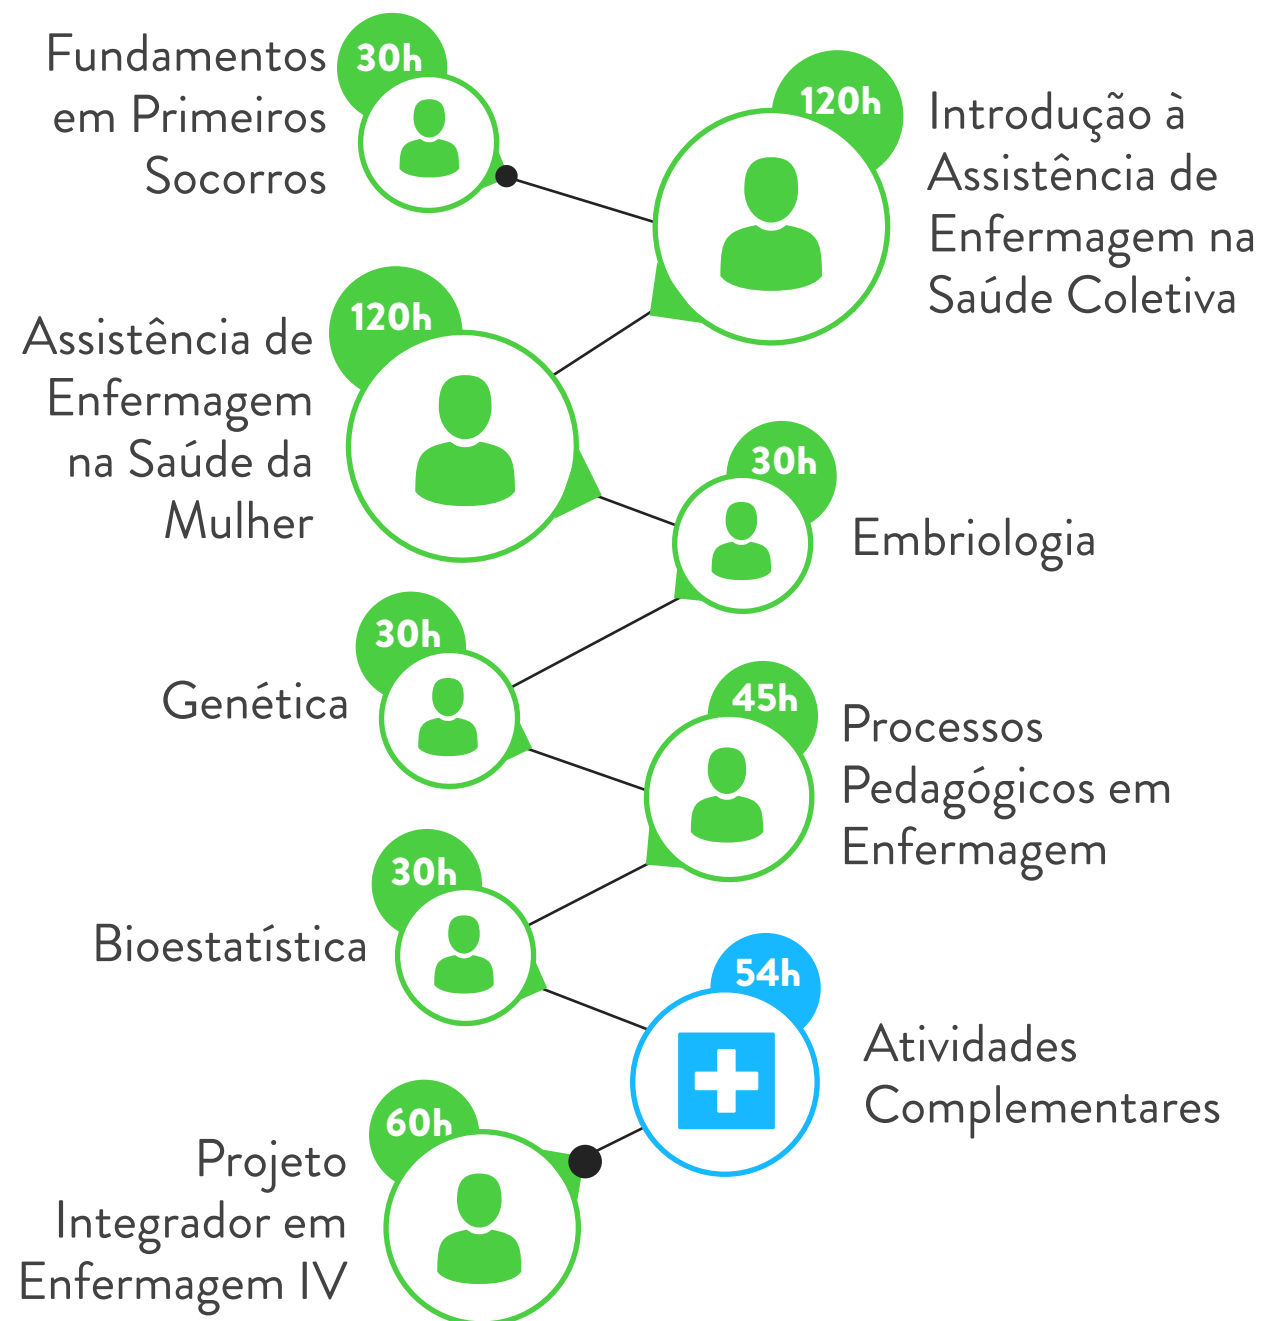 30h
Fundamentos
em Primeiros
Socorros
120h
Introdução à
Assistência de
Enfermagem na
Saúde Coletiva
120h
Assistência de
Enfermagem
na Saúde da
Mulher
30h
Embriologia
30h
Genética
45h
Processos
Pedagógicos em
Enfermagem
30h
Bioestatística
54h
Atividades
Complementares
60h
Projeto
Integrador em
Enfermagem IV